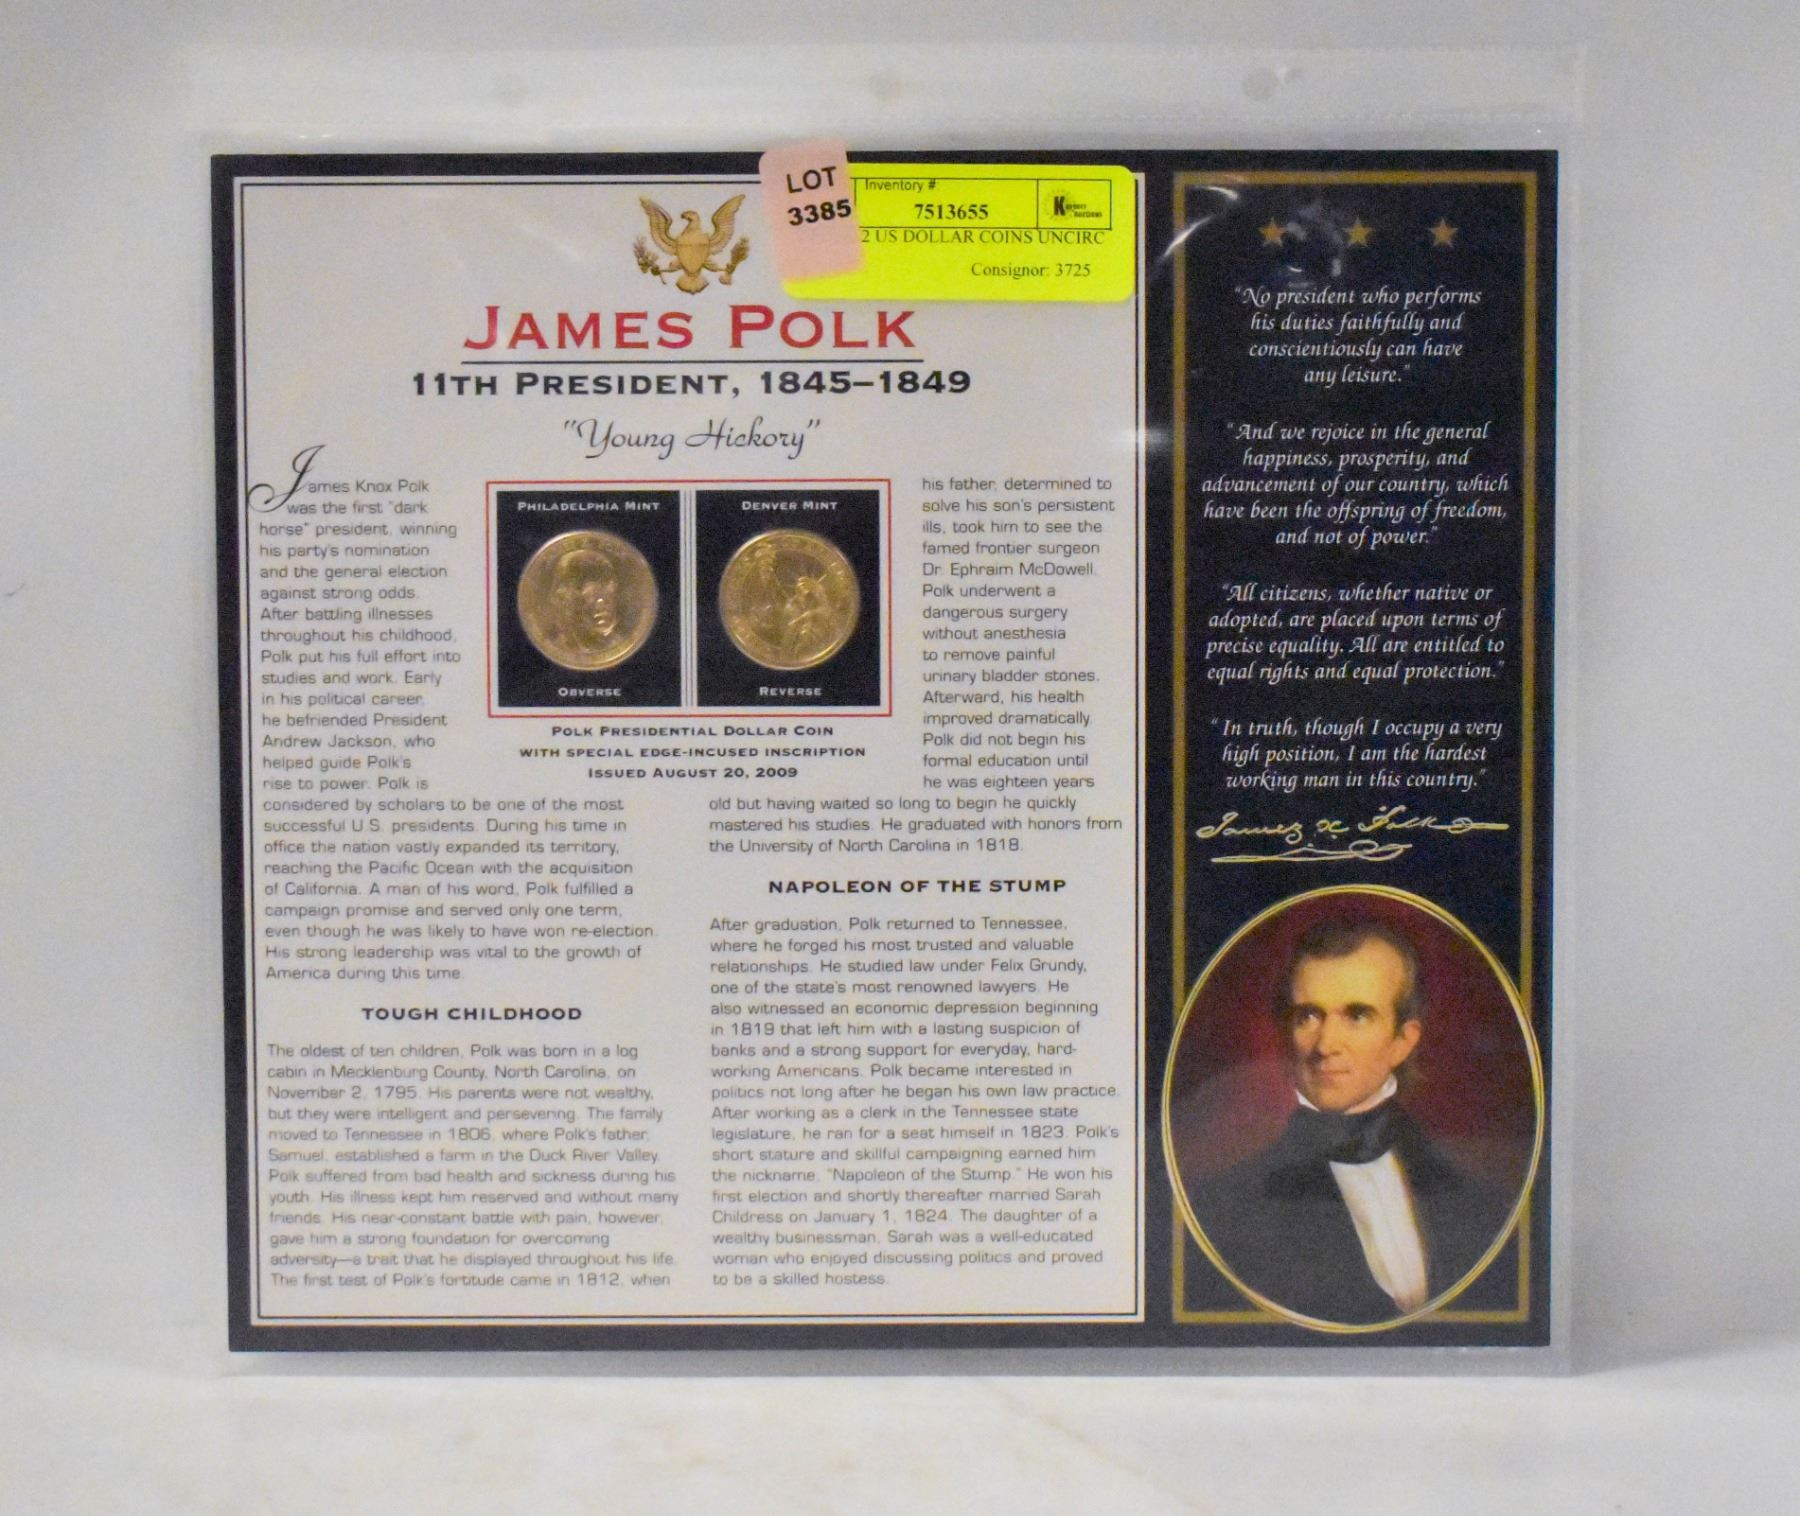 LOT
3385
Inventory #:
7513655
2 US DOLLAR COINS UNCIRC
Consignor: 3725
JAMES POLK
11TH PRESIDENT, 1845–1849
"Young Hickory"
James Knox Polk
was the first "dark
horse" president, winning
his party's nomination
and the general election
against strong odds.
After battling illnesses
throughout his childhood,
Polk put his full effort into
studies and work. Early
in his political career,
he befriended President
Andrew Jackson, who
helped guide Polk's
rise to power. Polk is
considered by scholars to be one of the most
successful U.S. presidents. During his time in
office the nation vastly expanded its territory,
reaching the Pacific Ocean with the acquisition
of California. A man of his word, Polk fulfilled a
campaign promise and served only one term,
even though he was likely to have won re-election.
His strong leadership was vital to the growth of
America during this time.
TOUGH CHILDHOOD
The oldest of ten children, Polk was born in a log
cabin in Mecklenburg County, North Carolina, on
November 2, 1795. His parents were not wealthy,
but they were intelligent and persevering. The family
moved to Tennessee in 1806, where Polk's father,
Samuel, established a farm in the Duck River Valley.
Polk suffered from bad health and sickness during his
youth. His illness kept him reserved and without many
friends. His near-constant battle with pain, however,
gave him a strong foundation for overcoming
adversity—a trait that he displayed throughout his life.
The first test of Polk's fortitude came in 1812, when
PHILADELPHIA MINT
OBVERSE
DENVER MINT
REVERSE
POLK PRESIDENTIAL DOLLAR COIN
WITH SPECIAL EDGE-INCUSED INSCRIPTION
ISSUED AUGUST 20, 2009
his father, determined to
solve his son's persistent
ills, took him to see the
famed frontier surgeon
Dr. Ephraim McDowell.
Polk underwent a
dangerous surgery
without anesthesia
to remove painful
urinary bladder stones.
Afterward, his health
improved dramatically.
Polk did not begin his
formal education until
he was eighteen years
old but having waited so long to begin he quickly
mastered his studies. He graduated with honors from
the University of North Carolina in 1818.
NAPOLEON OF THE STUMP
After graduation, Polk returned to Tennessee,
where he forged his most trusted and valuable
relationships. He studied law under Felix Grundy,
one of the state's most renowned lawyers. He
also witnessed an economic depression beginning
in 1819 that left him with a lasting suspicion of
banks and a strong support for everyday, hard-
working Americans. Polk became interested in
politics not long after he began his own law practice.
After working as a clerk in the Tennessee state
legislature, he ran for a seat himself in 1823. Polk's
short stature and skillful campaigning earned him
the nickname, "Napoleon of the Stump." He won his
first election and shortly thereafter married Sarah
Childress on January 1, 1824. The daughter of a
wealthy businessman, Sarah was a well-educated
woman who enjoyed discussing politics and proved
to be a skilled hostess.
"No president who performs
his duties faithfully and
conscientiously can have
any leisure."
"And we rejoice in the general
happiness, prosperity, and
advancement of our country, which
have been the offspring of freedom,
and not of power."
"All citizens, whether native or
adopted, are placed upon terms of
precise equality. All are entitled to
equal rights and equal protection."
"In truth, though I occupy a very
high position, I am the hardest
working man in this country."
James K Polk